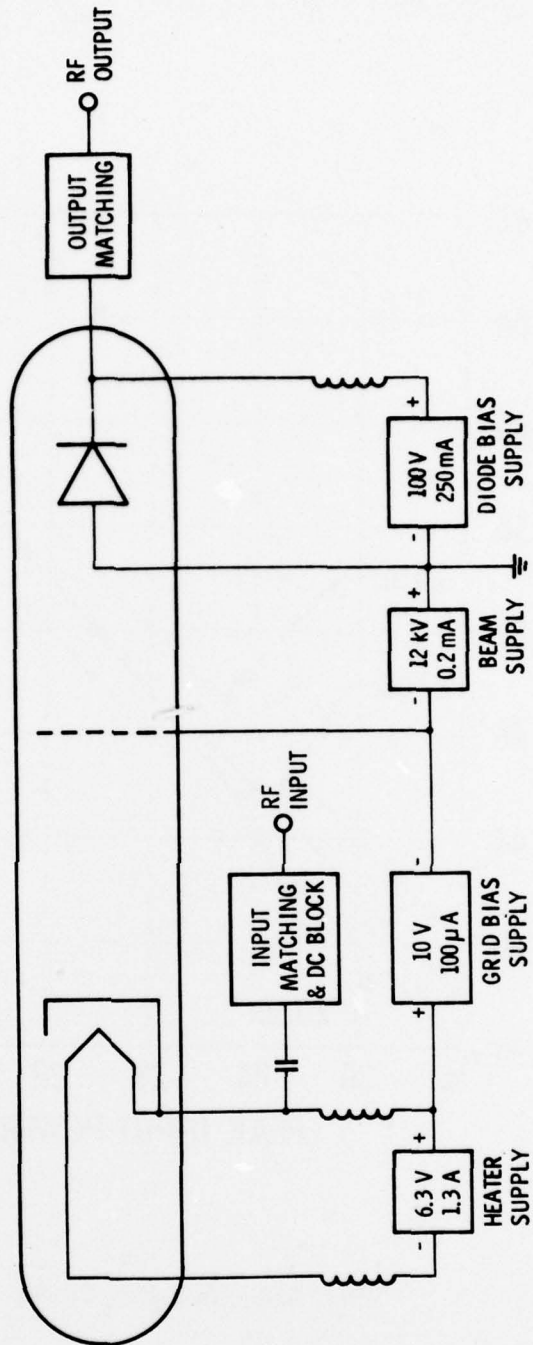 RF
OUTPUT
OUTPUT
MATCHING
RF
INPUT
INPUT
MATCHING
& DC BLOCK
- +
6.3 V
1.3 A
HEATER
SUPPLY
+ -
10 V
100 µA
GRID BIAS
SUPPLY
- +
12 kV
0.2 mA
BEAM
SUPPLY
- +
100 V
250 mA
DIODE BIAS
SUPPLY